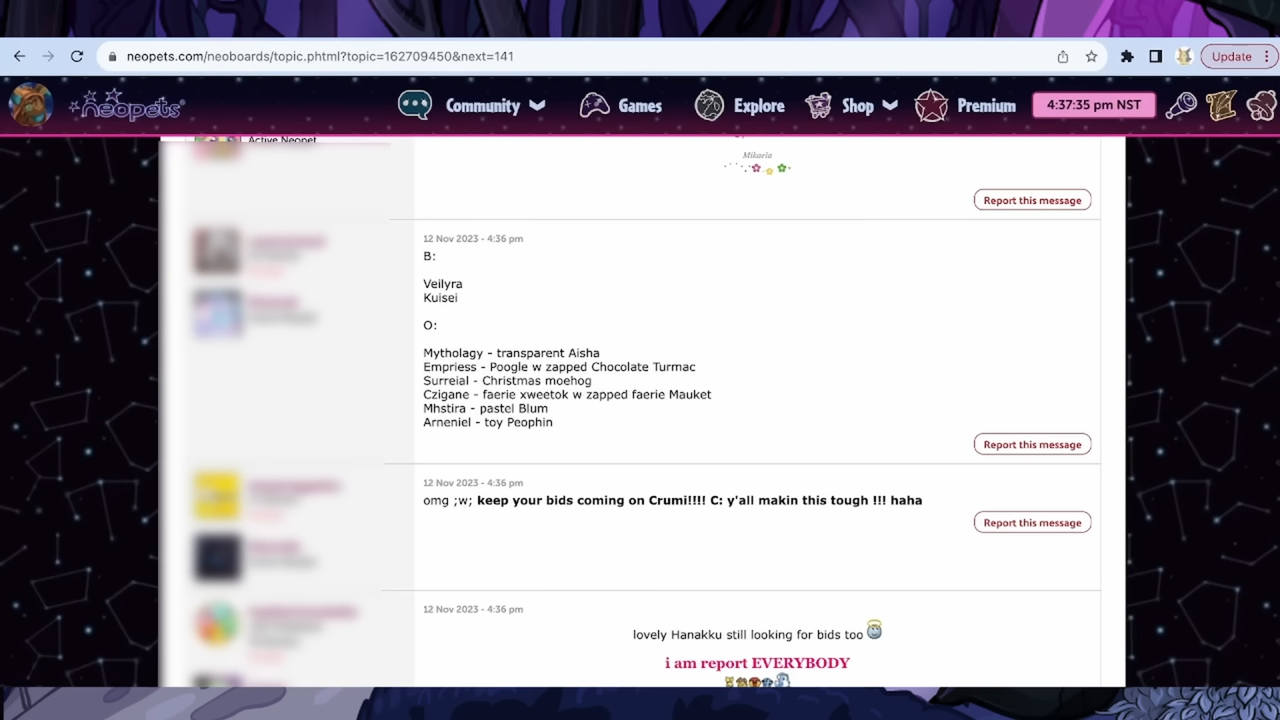 neopets.com/neoboards/topic.phtml?topic=162709450&next=141
Update
neopets
Community
Games
Explore
Shop
Premium
4:37:35 pm NST
Active Neopet
Mikaela
Report this message
12 Nov 2023 - 4:36 pm
B:
Veilyra
Kuisei
O:
Mythology - transparent Aisha
Empriess - Poogle w zapped Chocolate Turmac
Surreial - Christmas moehog
Czigane - faerie xweetok w zapped faerie Mauket
Mhstira - pastel Blum
Arneniel - toy Peophin
Report this message
12 Nov 2023 - 4:36 pm
omg ;w; keep your bids coming on Crumi!!!! C: y'all makin this tough !!! haha
Report this message
12 Nov 2023 - 4:36 pm
lovely Hanakku still looking for bids too
i am report EVERYBODY